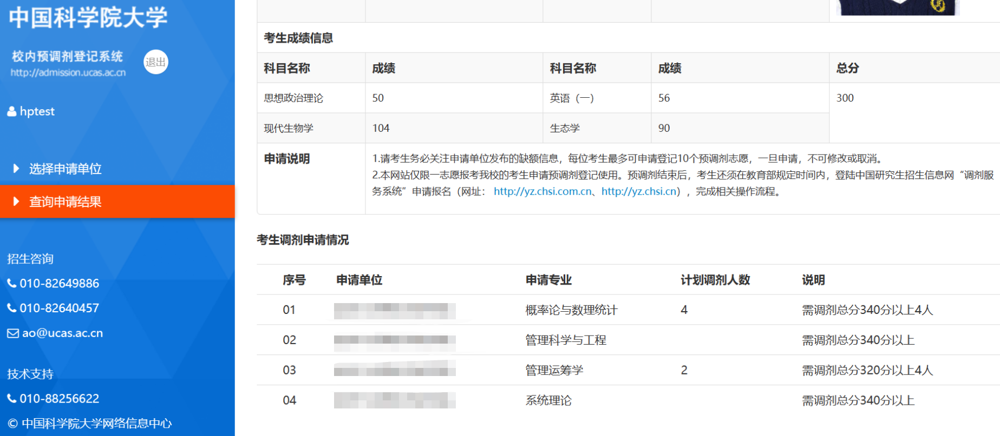 中国科学院大学
校内预调剂登记系统
http://admission.ucas.ac.cn
退出
hptest
选择申请单位
查询申请结果
招生咨询
010-82649886
010-82640457
ao@ucas.ac.cn
技术支持
010-88256622
© 中国科学院大学网络信息中心
考生成绩信息
科目名称 成绩 科目名称 成绩 总分
思想政治理论 50 英语（一） 56 300
现代生物学 104 生态学 90
申请说明
1.请考生务必关注申请单位发布的缺额信息，每位考生最多可申请登记10个预调剂志愿，一旦申请，不可修改或取消。
2.本网站仅限一志愿报考我校的考生申请预调剂登记使用。预调剂结束后，考生还须在教育部规定时间内，登陆中国研究生招生信息网“调剂服
务系统”申请报名（网址： http://yz.chsi.com.cn、http://yz.chsi.cn），完成相关操作流程。
考生调剂申请情况
序号 申请单位 申请专业 计划调剂人数 说明
01 概率论与数理统计 4 需调剂总分340分以上4人
02 管理科学与工程 需调剂总分340分以上
03 管理运筹学 2 需调剂总分320分以上4人
04 系统理论 需调剂总分340分以上